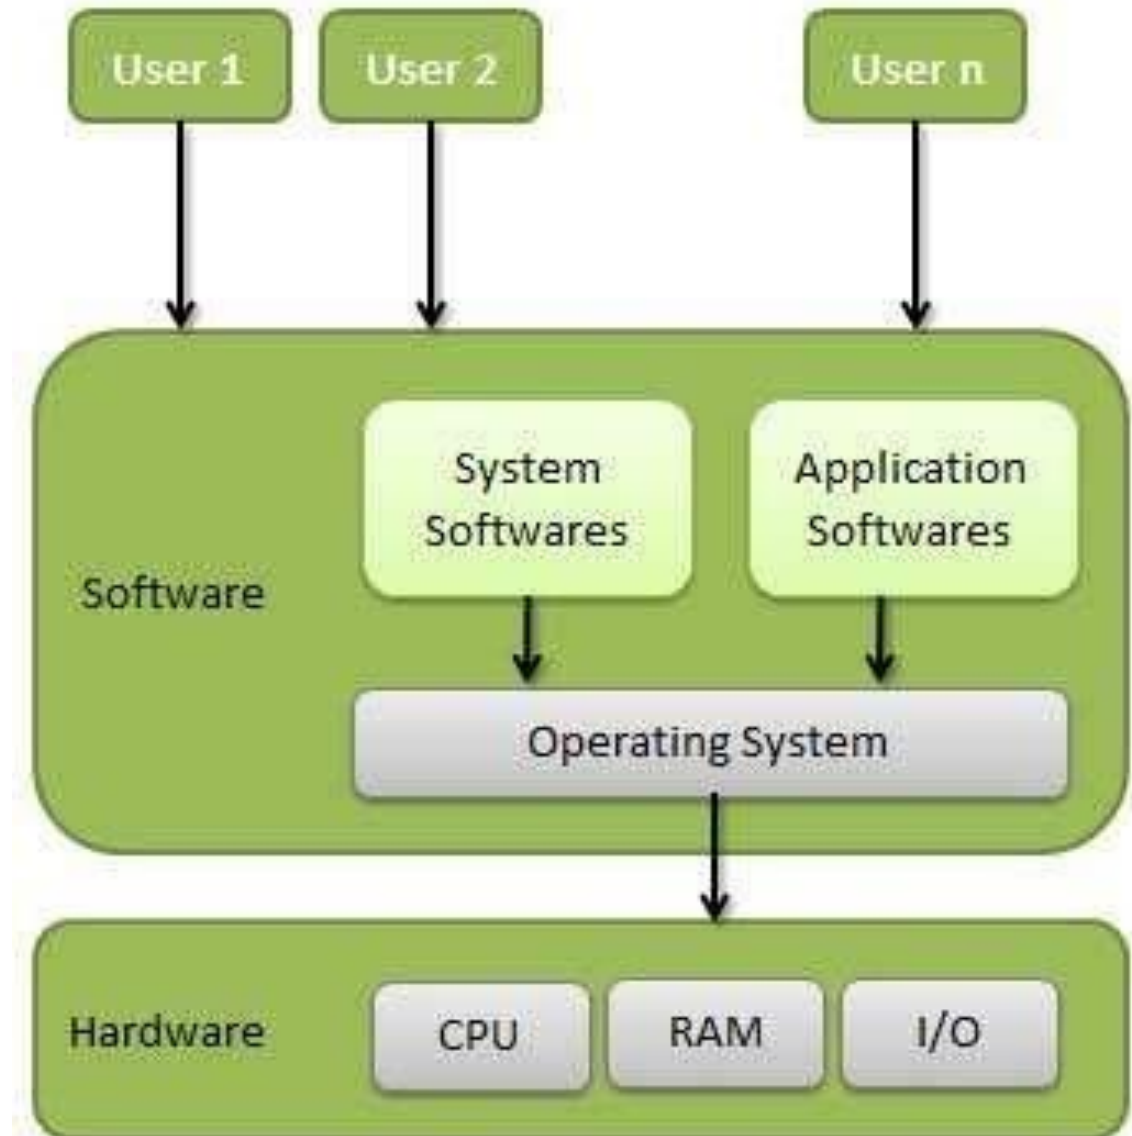 User 1
User 2
User n
System
Softwares
Application
Softwares
Software
Operating System
Hardware
CPU
RAM
I/O